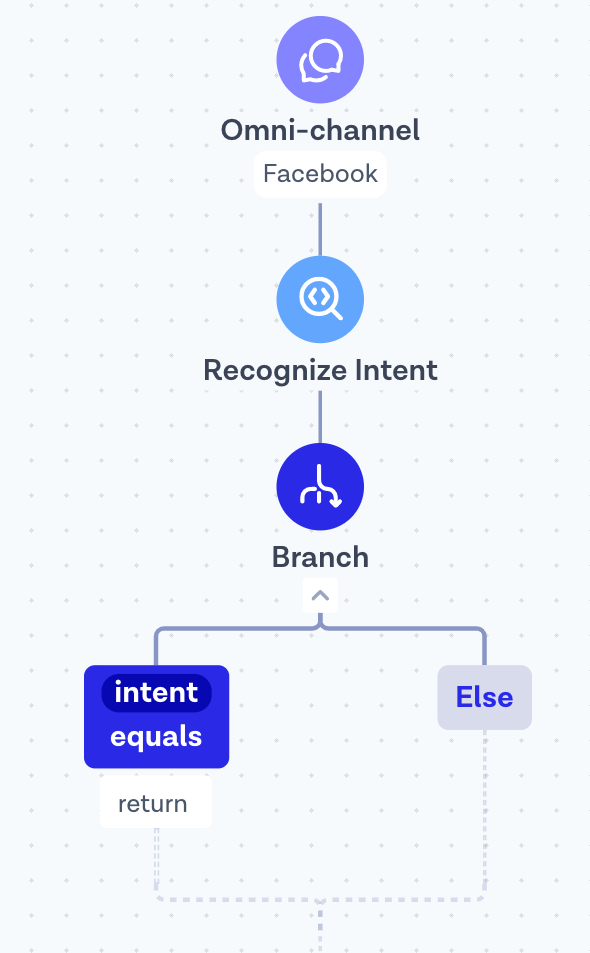 Omni-channel
Facebook
Recognize Intent
Branch
intent
equals
Else
return